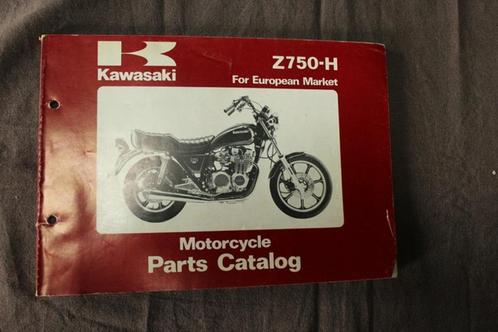 Kawasaki
Z750-H
For European Market
Motorcycle
Parts Catalog